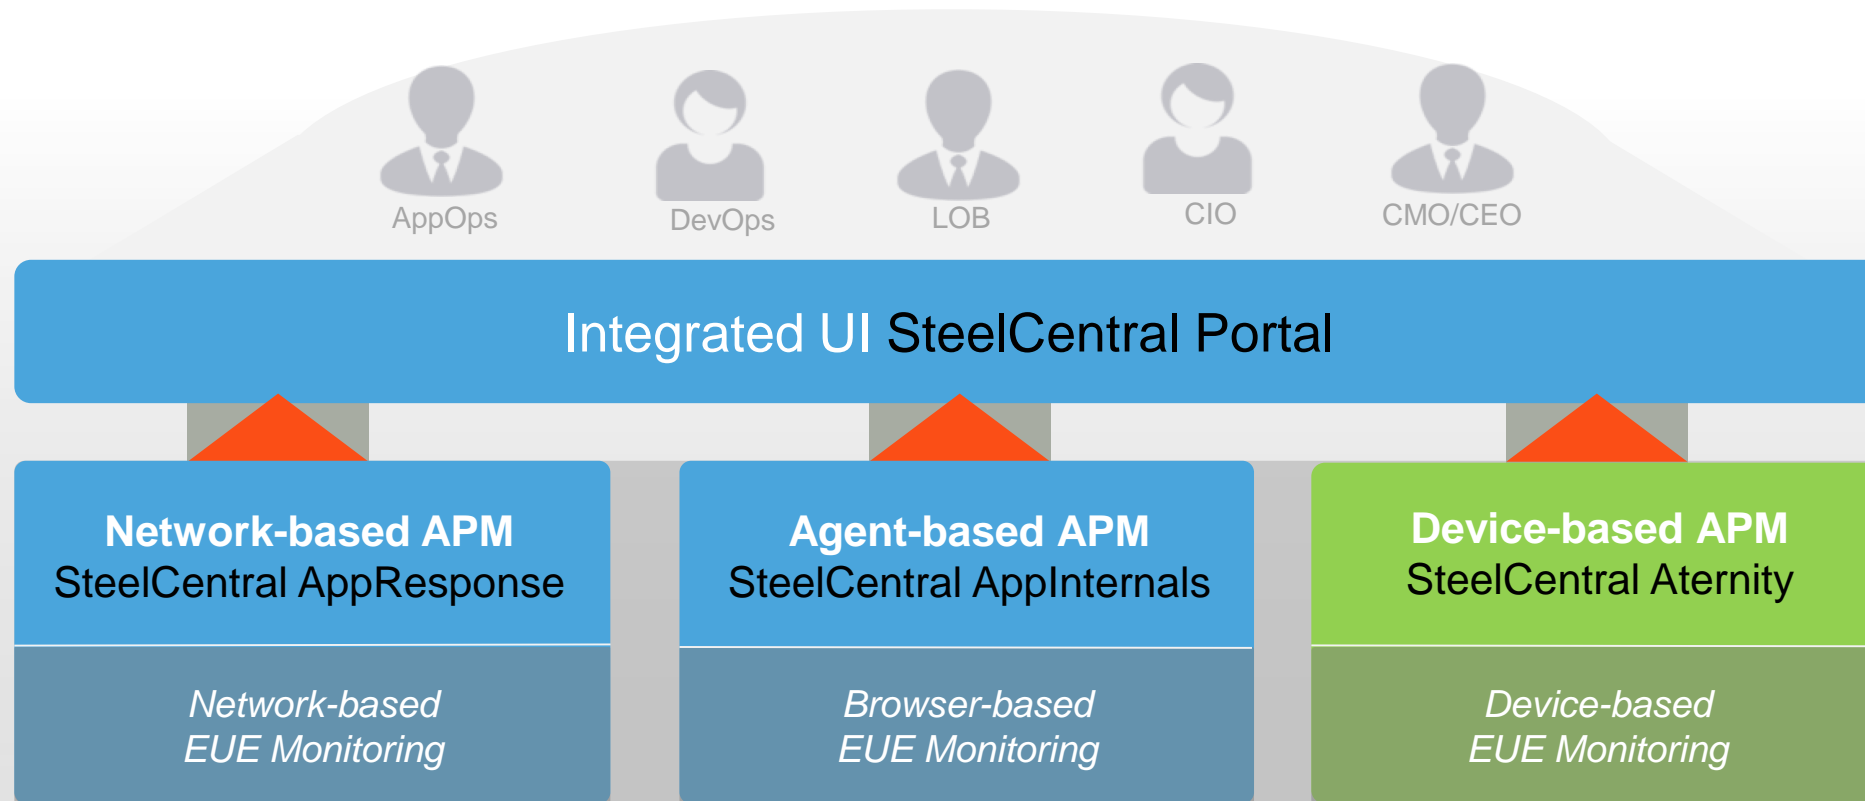 AppOps
DevOps
LOB
CIO
CMO/CEO
Integrated UI SteelCentral Portal
Network-based APM
SteelCentral AppResponse
Network-based
EUE Monitoring
Agent-based APM
SteelCentral AppInternals
Browser-based
EUE Monitoring
Device-based APM
SteelCentral Aternity
Device-based
EUE Monitoring